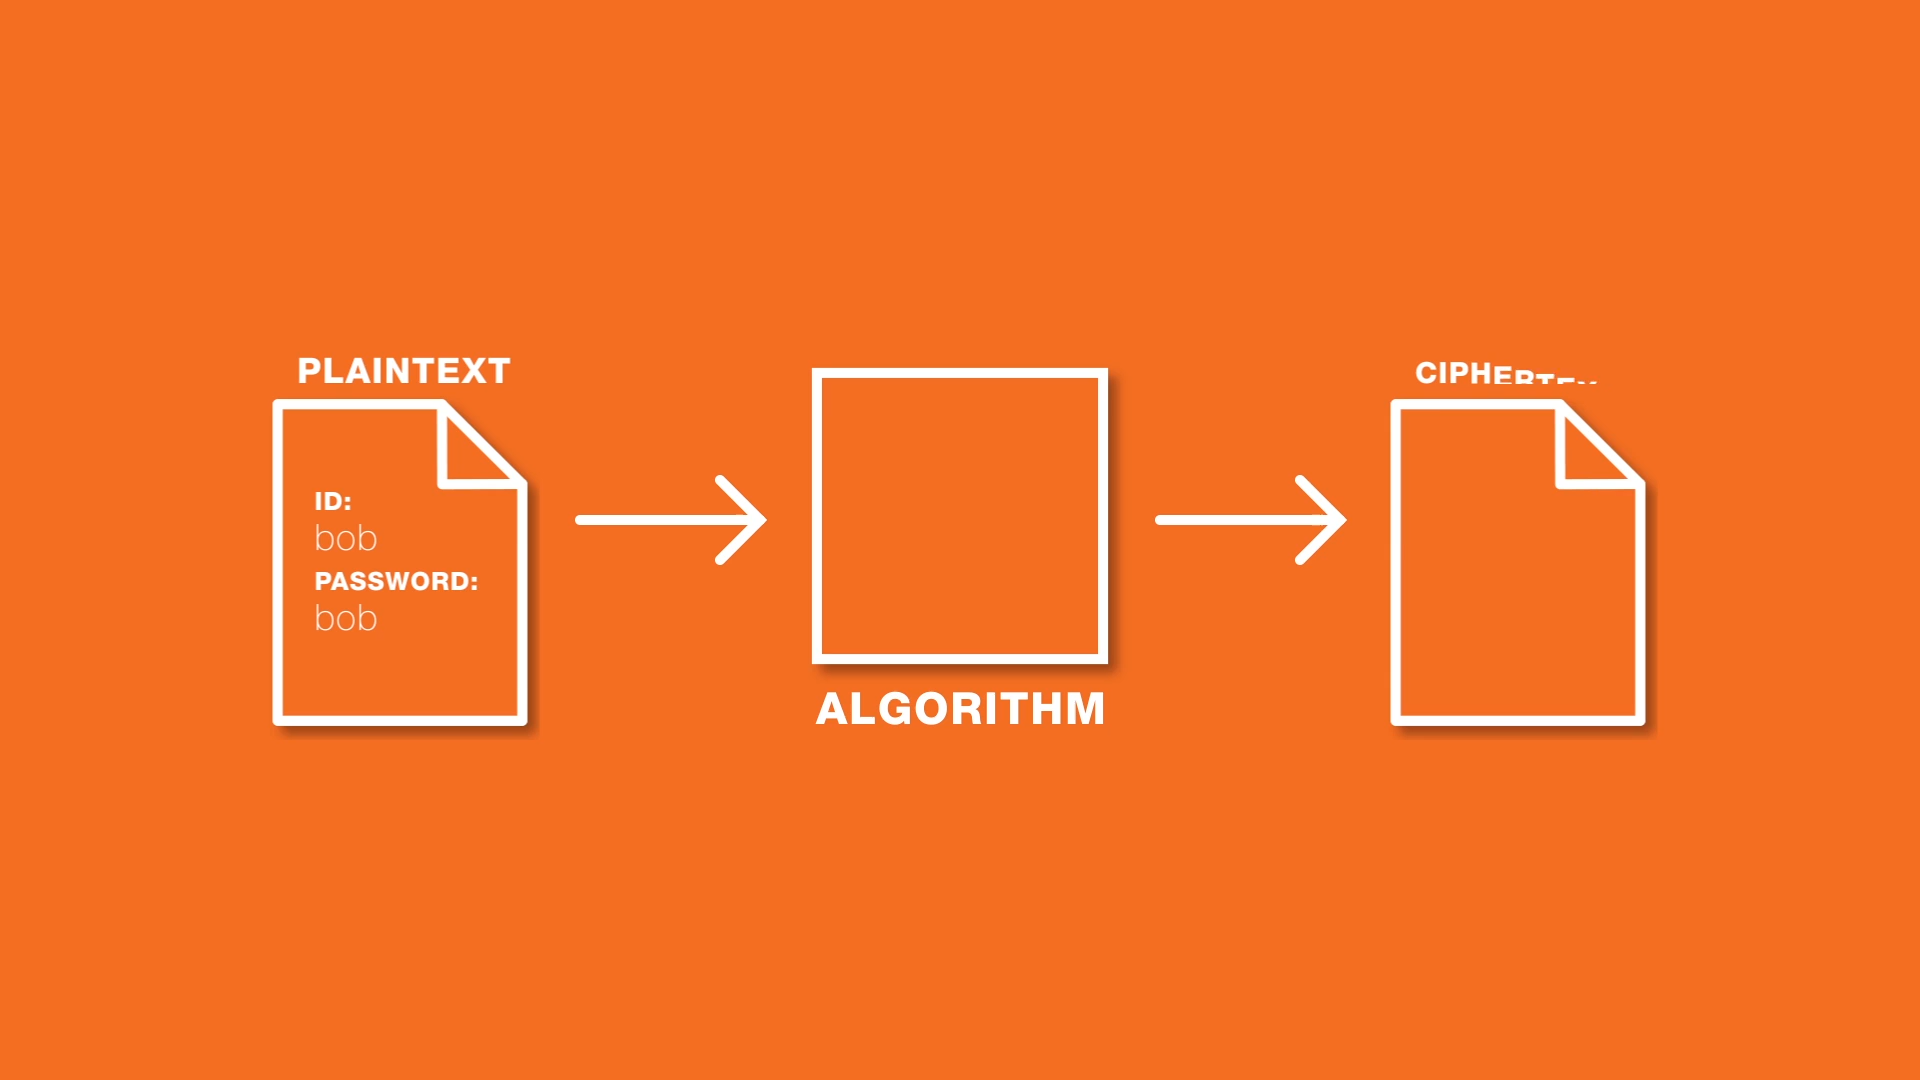 PLAINTEXT
ID:
bob
PASSWORD:
bob
ALGORITHM